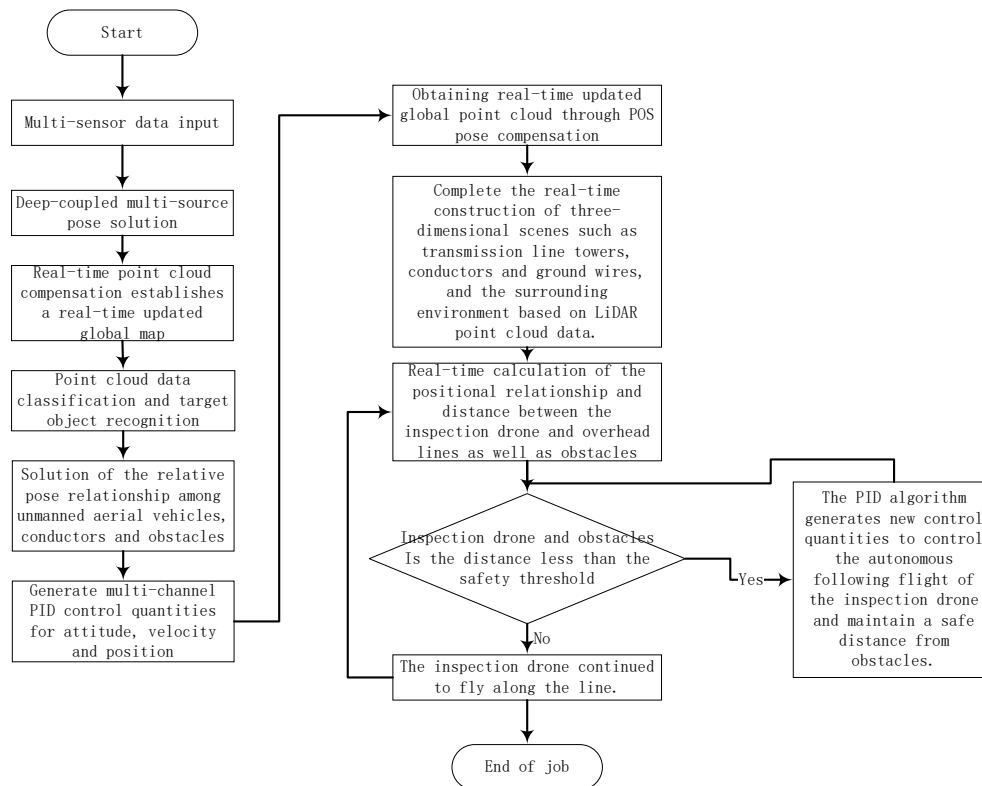 Start
Multi-sensor data input
Deep-coupled multi-source
pose solution
Real-time point cloud
compensation establishes
a real-time updated
global map
Point cloud data
classification and target
object recognition
Solution of the relative
pose relationship among
unmanned aerial vehicles,
conductors and obstacles
Generate multi-channel
PID control quantities
for attitude, velocity
and position
Obtaining real-time updated
global point cloud through POS
pose compensation
Complete the real-time
construction of three-
dimensional scenes such as
transmission line towers,
conductors and ground wires,
and the surrounding
environment based on LiDAR
point cloud data.
Real-time calculation of the
positional relationship and
distance between the
inspection drone and overhead
lines as well as obstacles
Inspection drone and obstacles
Is the distance less than the
safety threshold
Yes
The PID algorithm
generates new control
quantities to control
the autonomous
following flight of
the inspection drone
and maintain a safe
distance from
obstacles.
No
The inspection drone continued
to fly along the line.
End of job